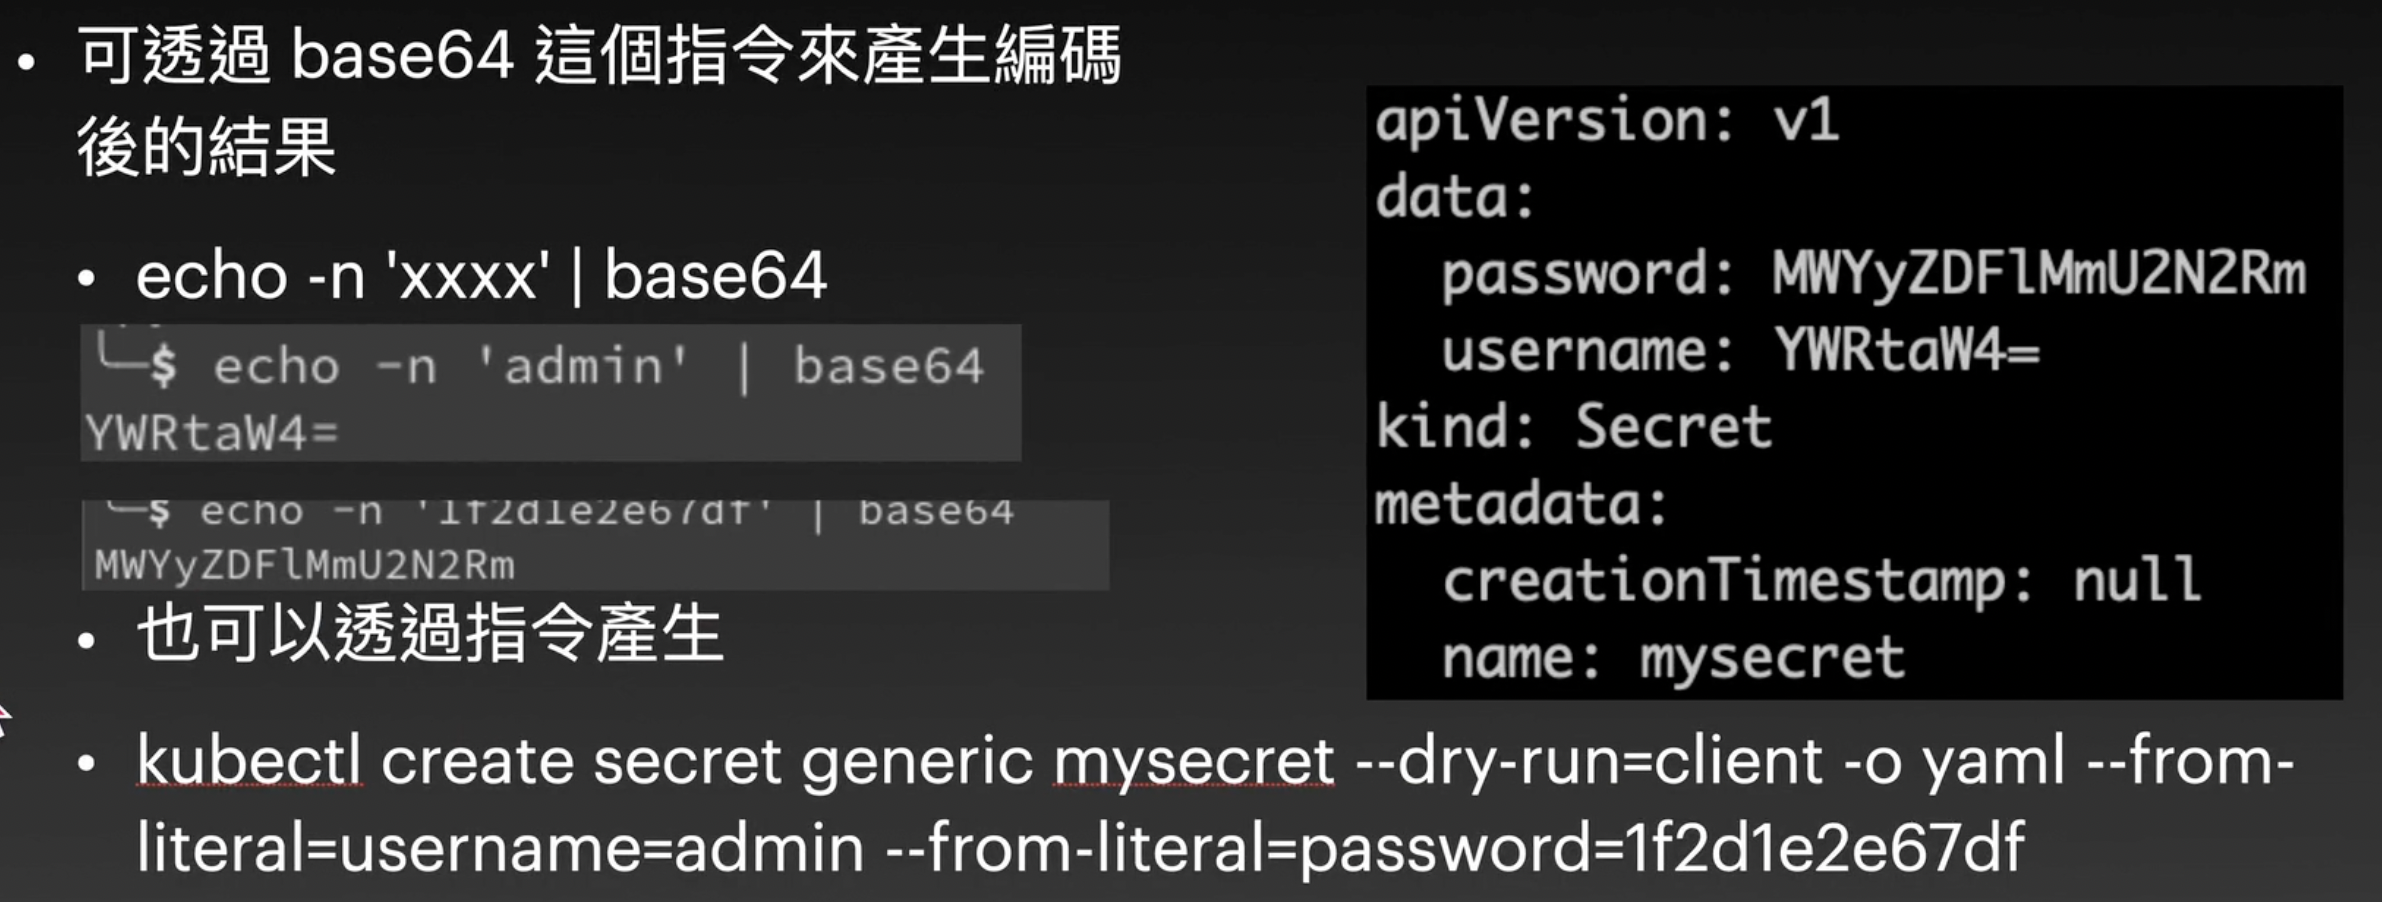 • 可透過 base64 這個指令來產生編碼
後的結果
• echo -n 'xxxx' | base64
└─$ echo -n 'admin' | base64
YWRtaW4=
└─$ echo -n '1f2d1e2e67df' | base64
MWYyZDFlMmU2N2Rm
• 也可以透過指令產生
• kubectl create secret generic mysecret --dry-run=client -o yaml --from-
literal=username=admin --from-literal=password=1f2d1e2e67df
apiVersion: v1
data:
  password: MWYyZDFlMmU2N2Rm
  username: YWRtaW4=
kind: Secret
metadata:
  creationTimestamp: null
  name: mysecret